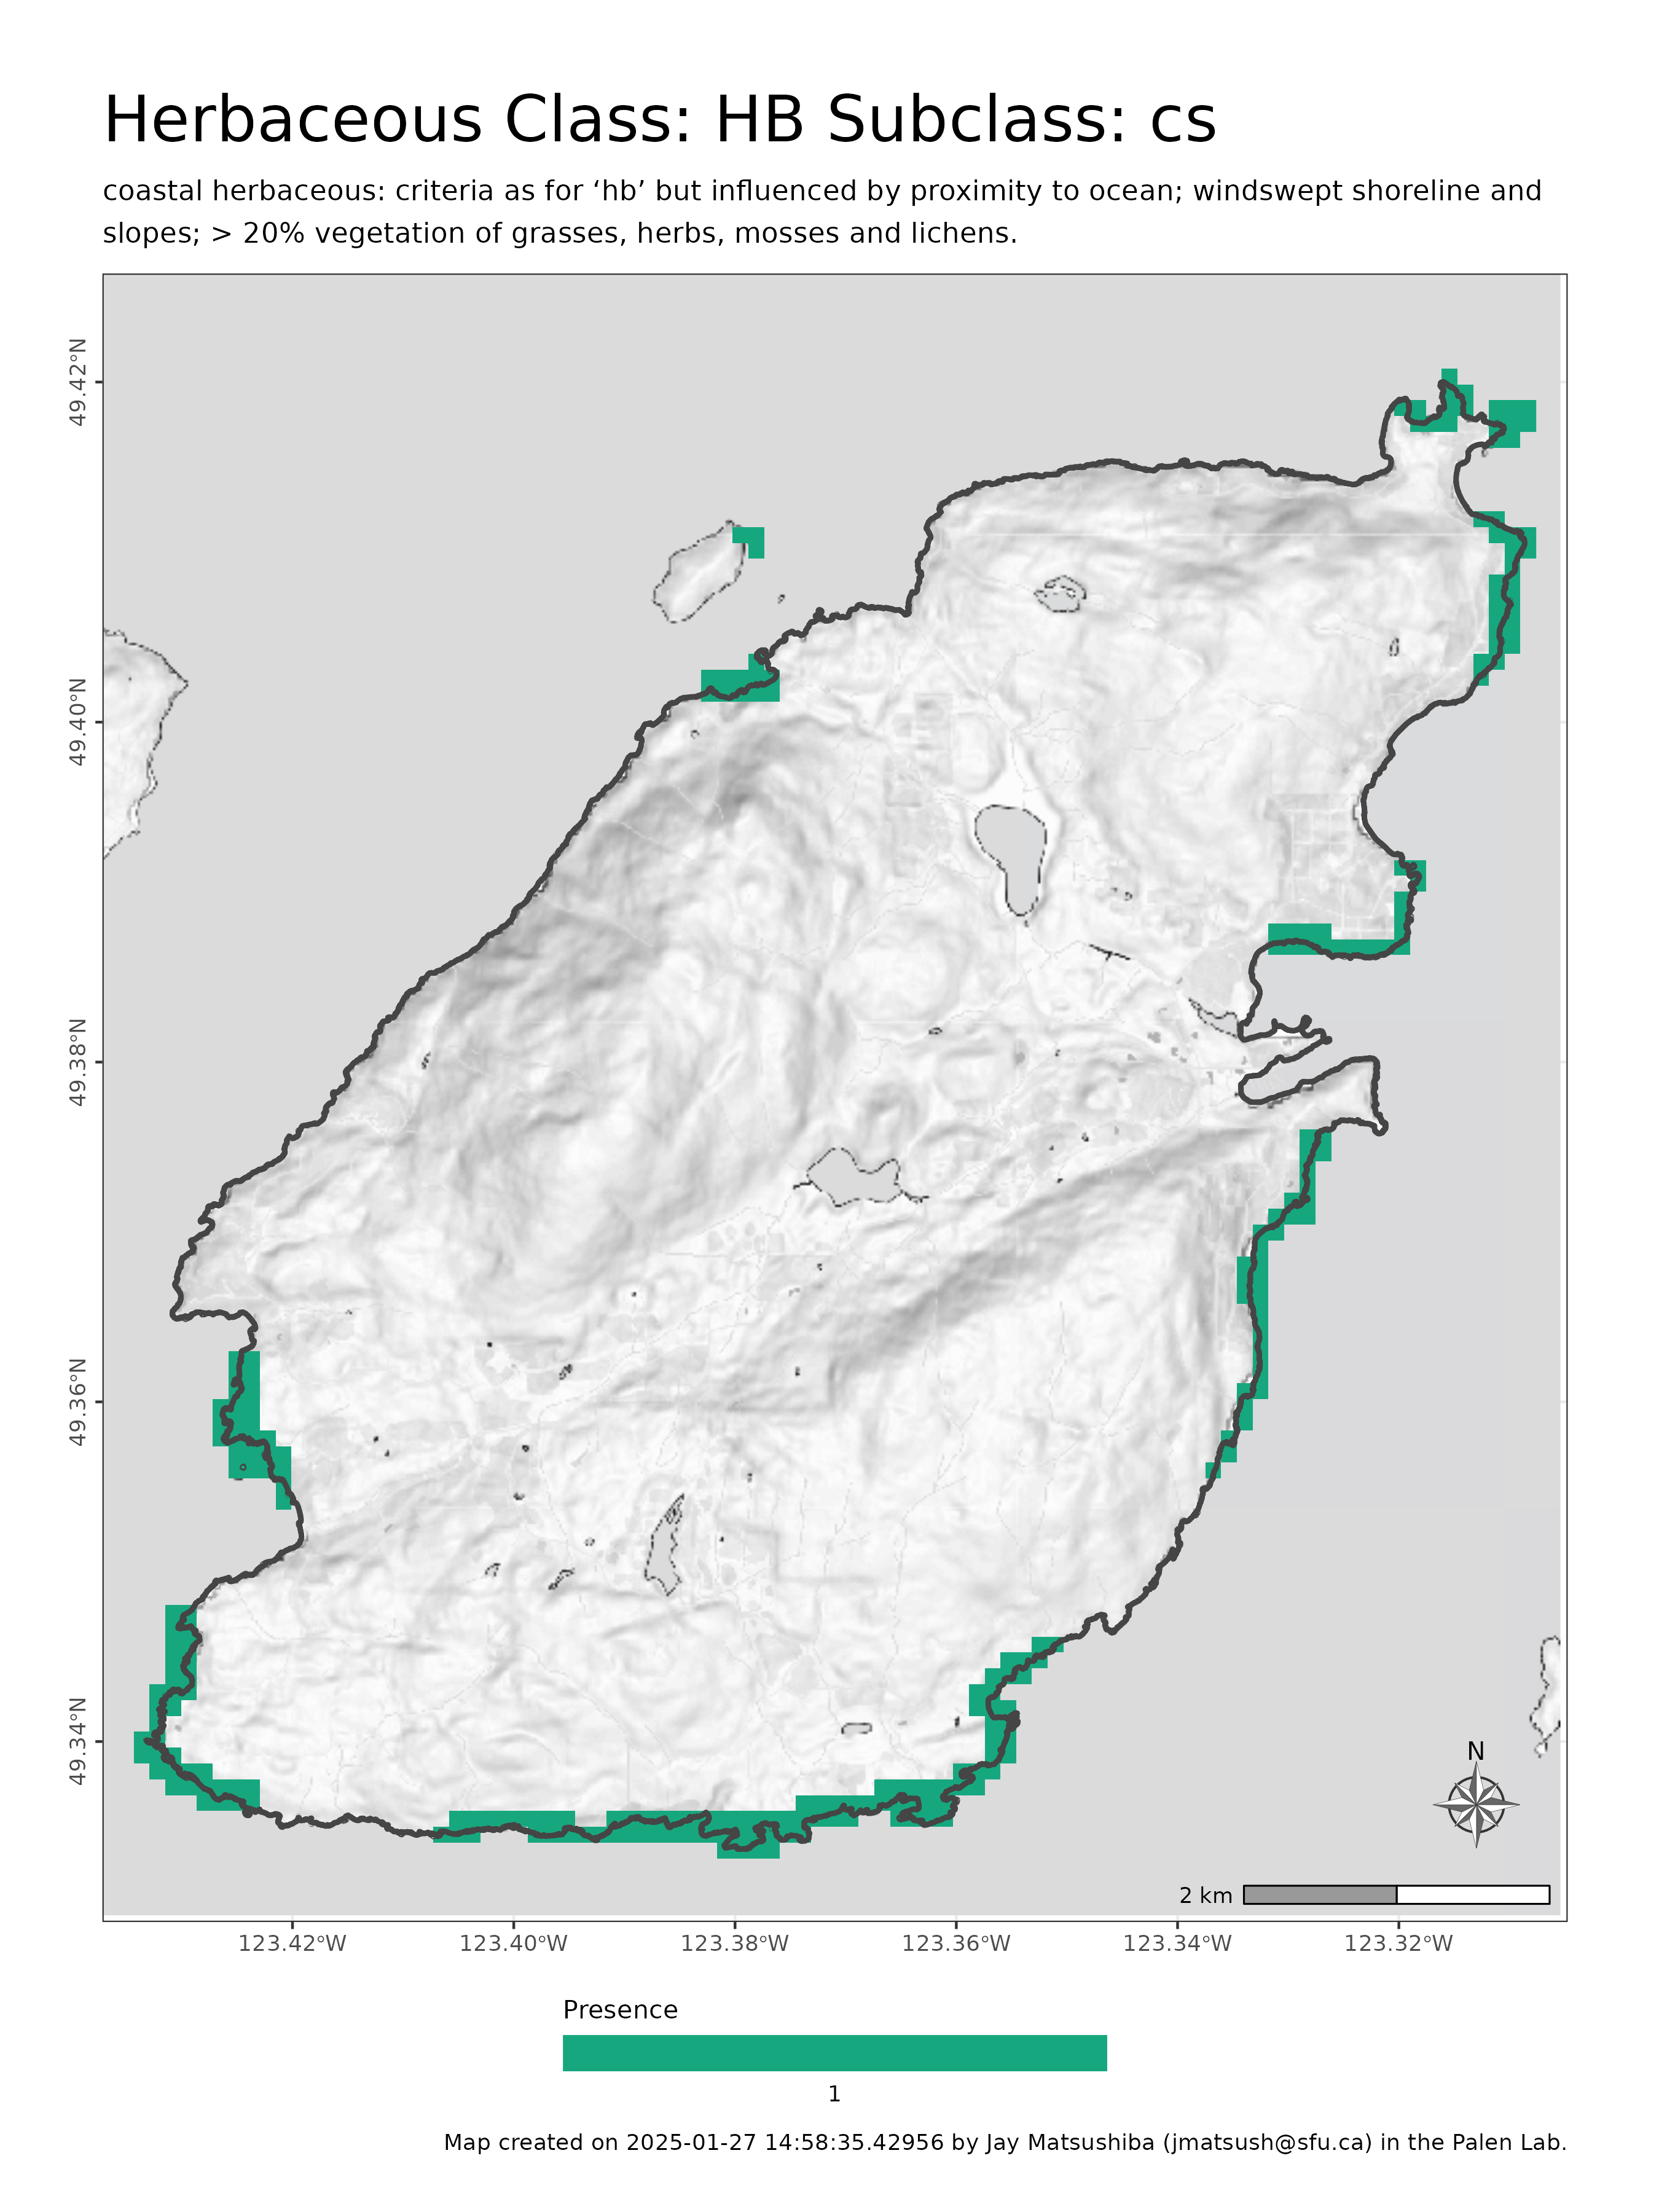 Herbaceous Class: HB Subclass: cs
coastal herbaceous: criteria as for ‘hb’ but influenced by proximity to ocean; windswept shoreline and
slopes; > 20% vegetation of grasses, herbs, mosses and lichens.
49.42°N
49.40°N
49.38°N
49.36°N
49.34°N
N
2 km
123.42°W
123.40°W
123.38°W
123.36°W
123.34°W
123.32°W
Presence
1
Map created on 2025-01-27 14:58:35.42956 by Jay Matsushiba (jmatsush@sfu.ca) in the Palen Lab.